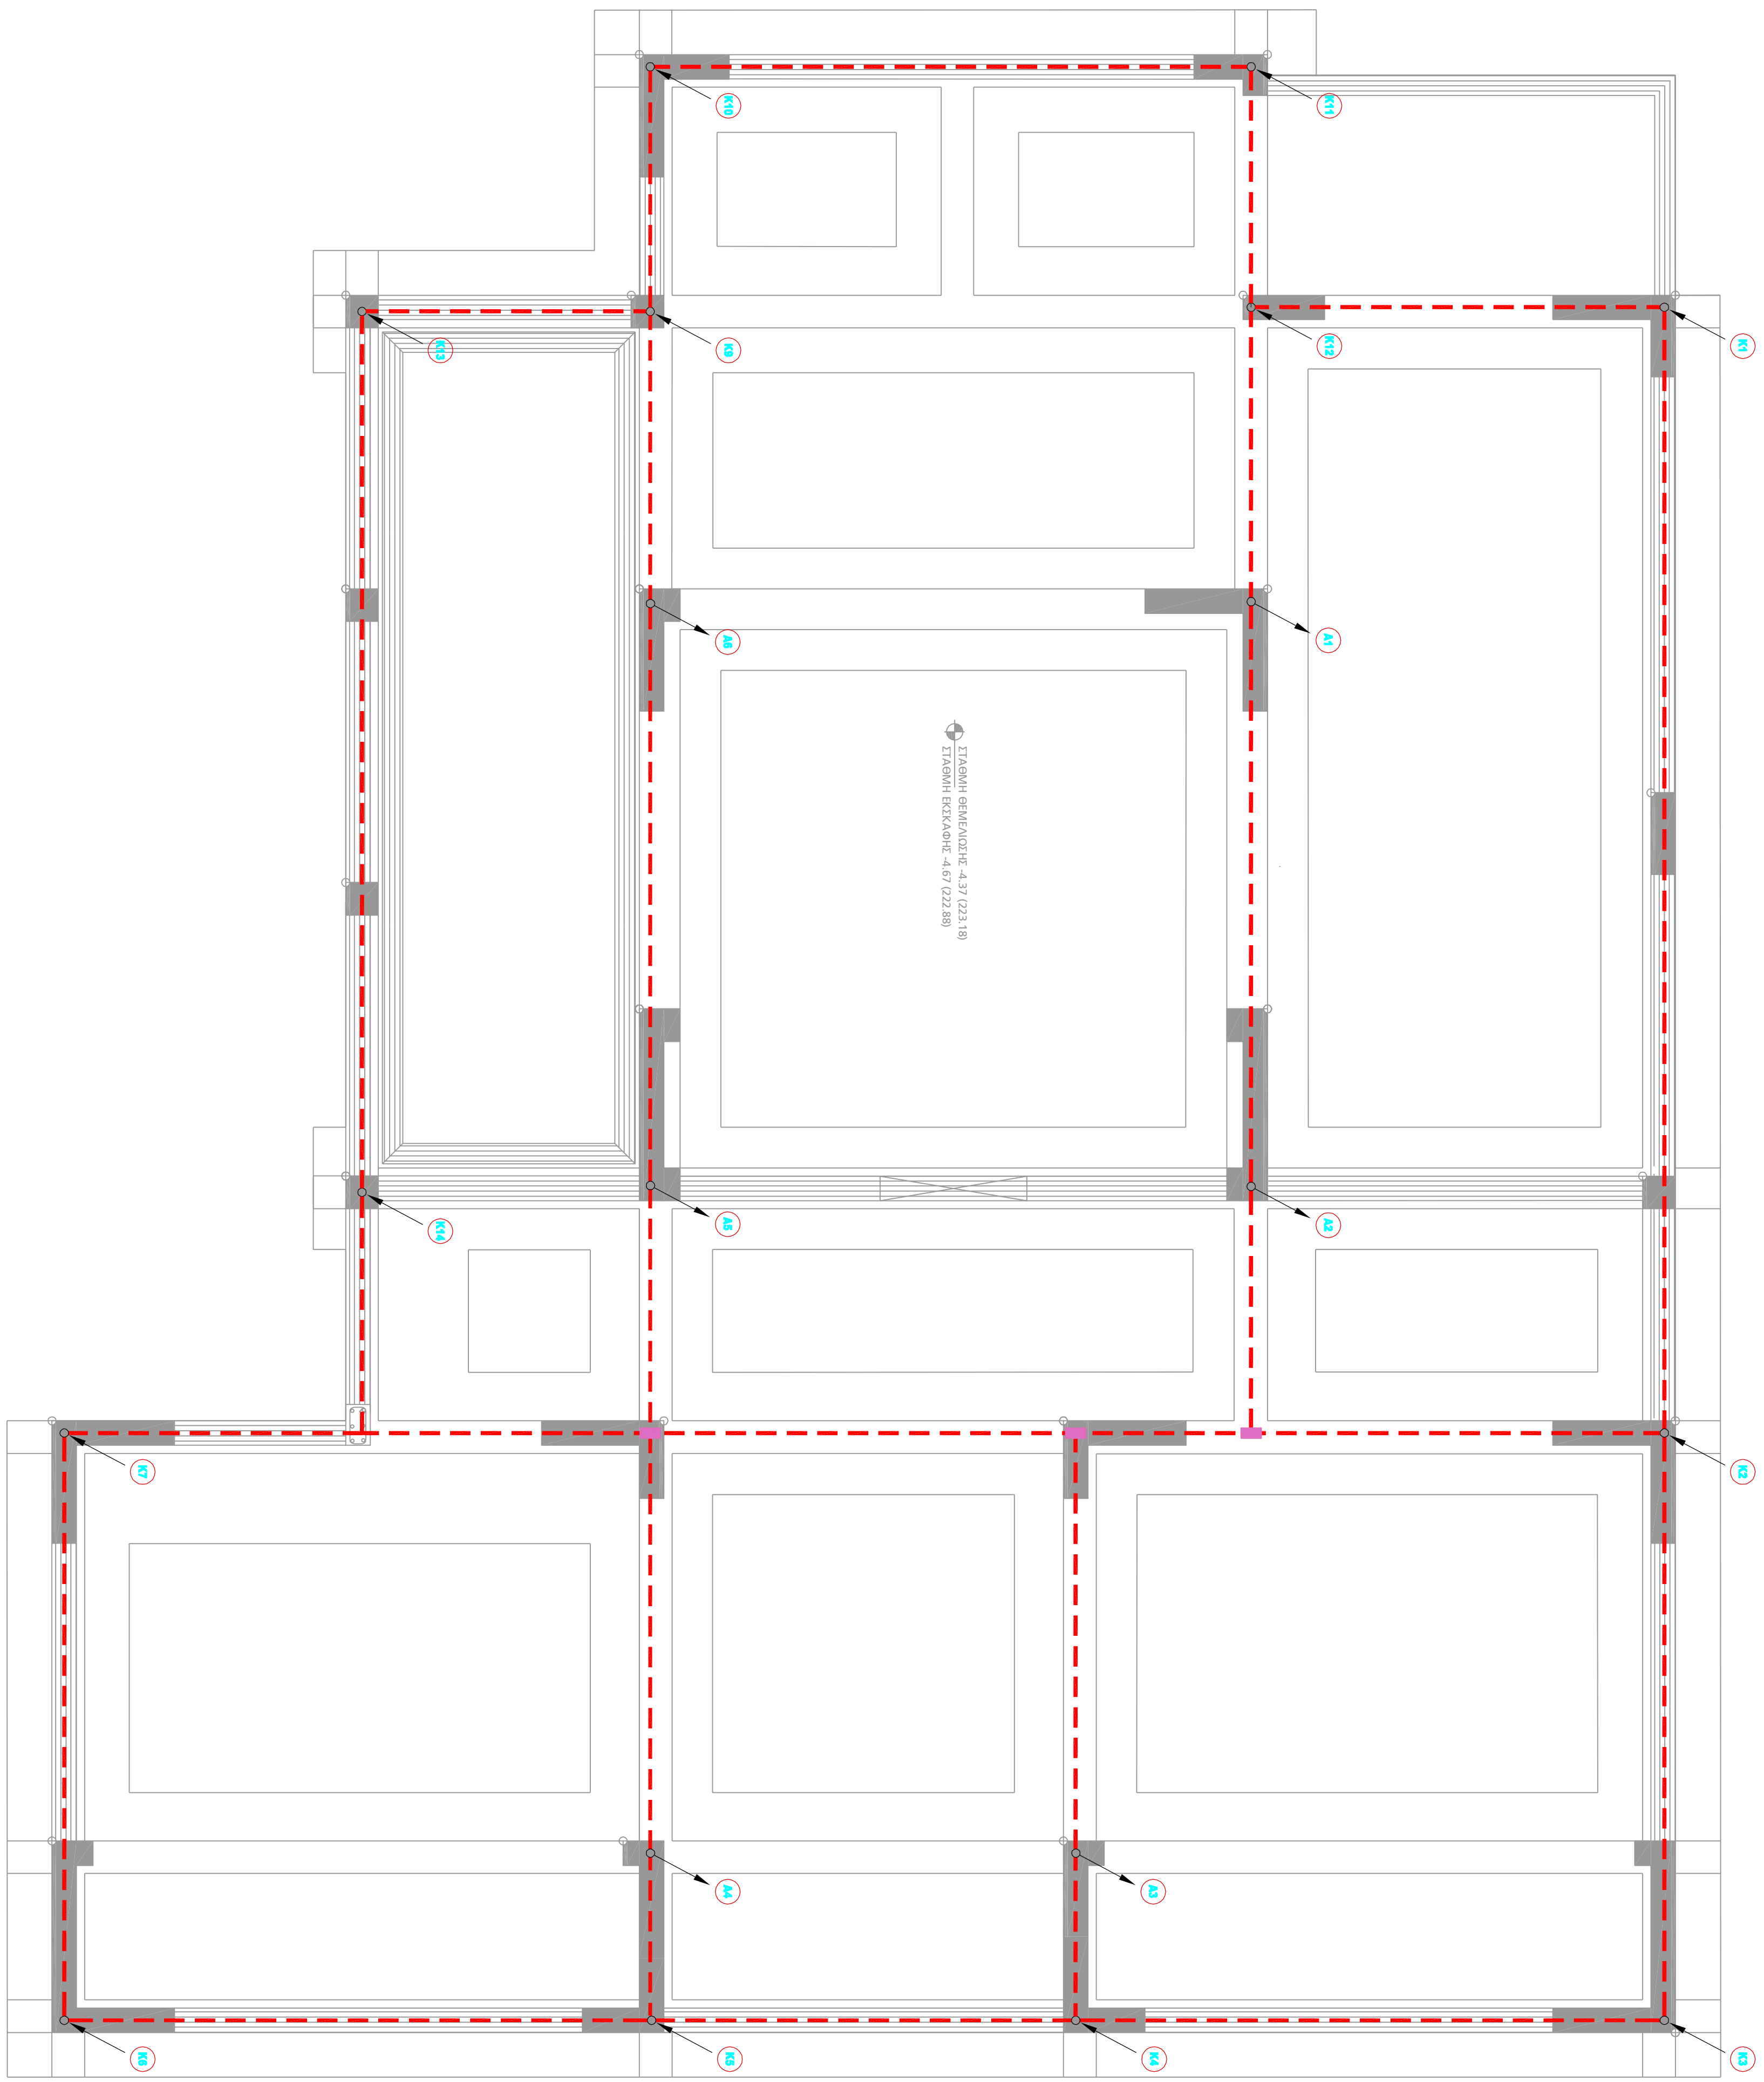 K10
K11
K13
K9
K12
K1
A6
A1
ΣΤΑΘΜΗ ΘΕΜΕΛΙΩΣΗΣ -4.37 (223.18)
ΣΤΑΘΜΗ ΕΚΣΚΑΦΗΣ -4.67 (222.88)
K14
A5
A2
K7
K2
A4
A3
K6
K5
K4
K3